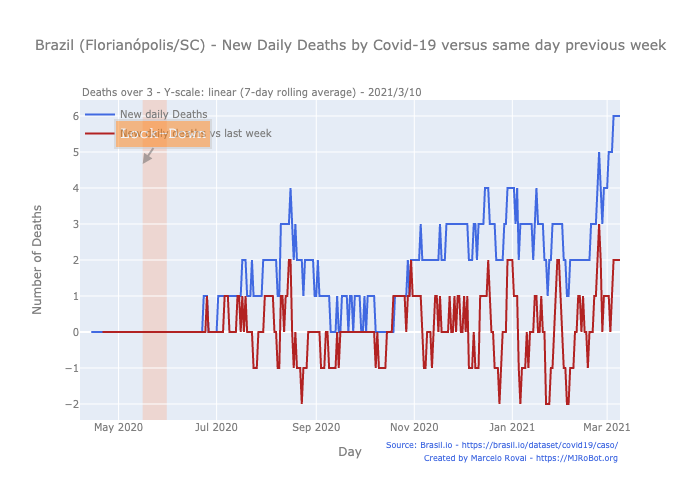 Brazil (Florianópolis/SC) - New Daily Deaths by Covid-19 versus same day previous week
Deaths over 3 - Y-scale: linear (7-day rolling average) - 2021/3/10
New daily Deaths
New daily Deaths vs last week
Lock-Down
6
5
4
3
2
1
0
−1
−2
Number of Deaths
May 2020
Jul 2020
Sep 2020
Nov 2020
Jan 2021
Mar 2021
Day
Source: Brasil.io - https://brasil.io/dataset/covid19/caso/
Created by Marcelo Rovai - https://MJRoBot.org